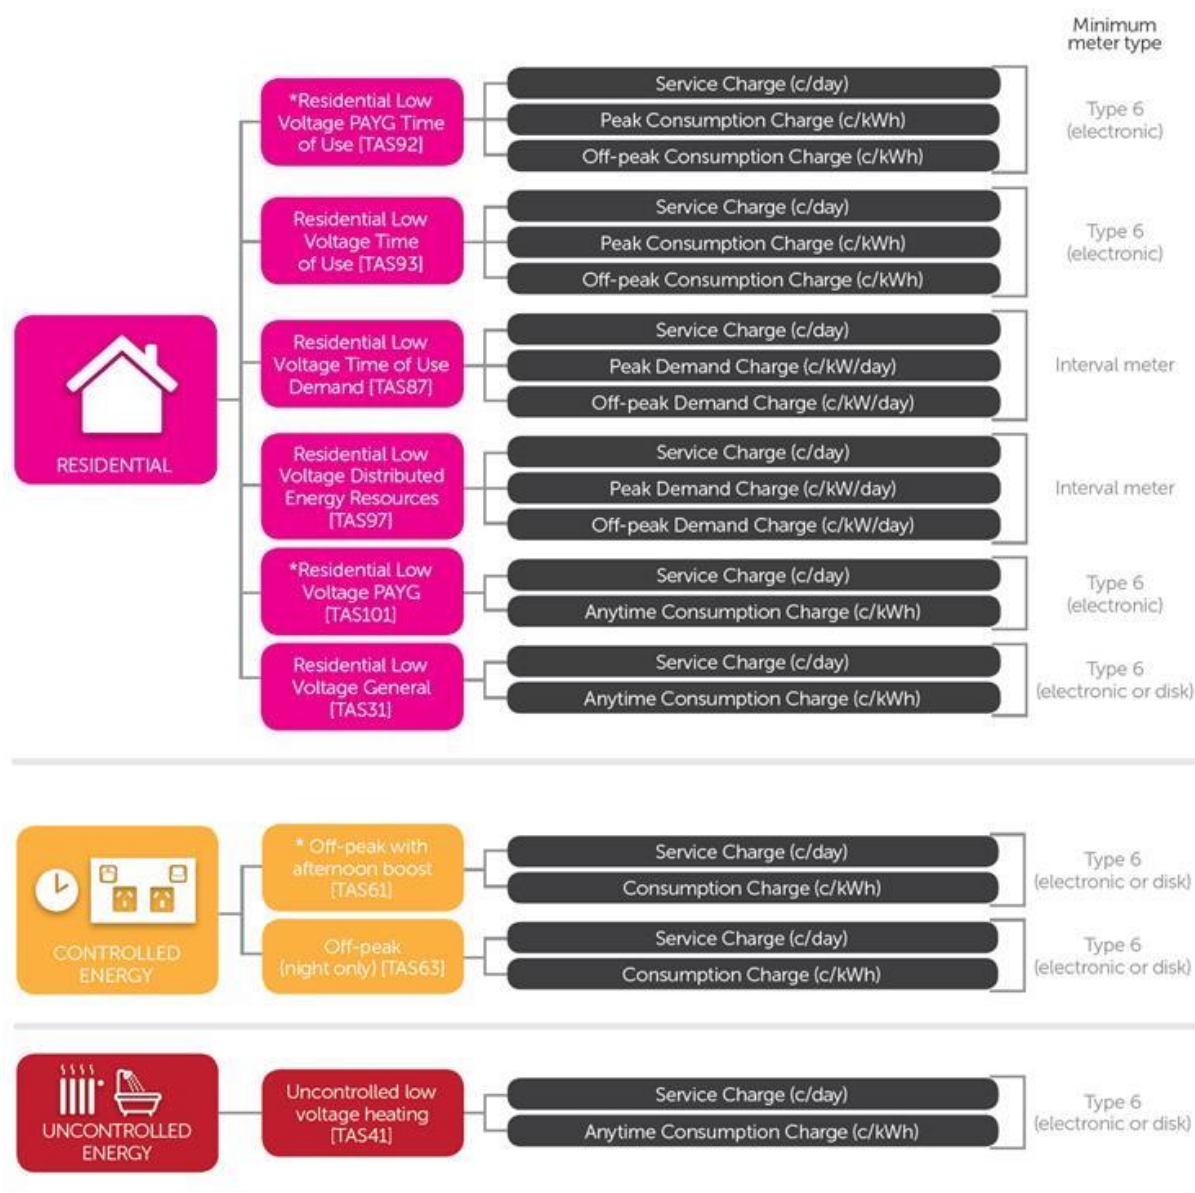 Minimum
meter type
*Residential Low
Voltage PAYG Time
of Use [TAS92]
Service Charge (c/day)
Peak Consumption Charge (c/kWh)
Off-peak Consumption Charge (c/kWh)
Type 6
(electronic)
Residential Low
Voltage Time
of Use [TAS93]
Service Charge (c/day)
Peak Consumption Charge (c/kWh)
Off-peak Consumption Charge (c/kWh)
Type 6
(electronic)
RESIDENTIAL
Residential Low
Voltage Time of Use
Demand [TAS87]
Service Charge (c/day)
Peak Demand Charge (c/kW/day)
Off-peak Demand Charge (c/kW/day)
Interval meter
Residential Low
Voltage Distributed
Energy Resources
[TAS97]
Service Charge (c/day)
Peak Demand Charge (c/kW/day)
Off-peak Demand Charge (c/kW/day)
Interval meter
*Residential Low
Voltage PAYG
[TAS101]
Service Charge (c/day)
Anytime Consumption Charge (c/kWh)
Type 6
(electronic)
Residential Low
Voltage General
[TAS31]
Service Charge (c/day)
Anytime Consumption Charge (c/kWh)
Type 6
(electronic or disk)
CONTROLLED
ENERGY
* Off-peak with
afternoon boost
[TAS61]
Service Charge (c/day)
Consumption Charge (c/kWh)
Type 6
(electronic or disk)
Off-peak
(night only) [TAS63]
Service Charge (c/day)
Consumption Charge (c/kWh)
Type 6
(electronic or disk)
UNCONTROLLED
ENERGY
Uncontrolled low
voltage heating
[TAS41]
Service Charge (c/day)
Anytime Consumption Charge (c/kWh)
Type 6
(electronic or disk)